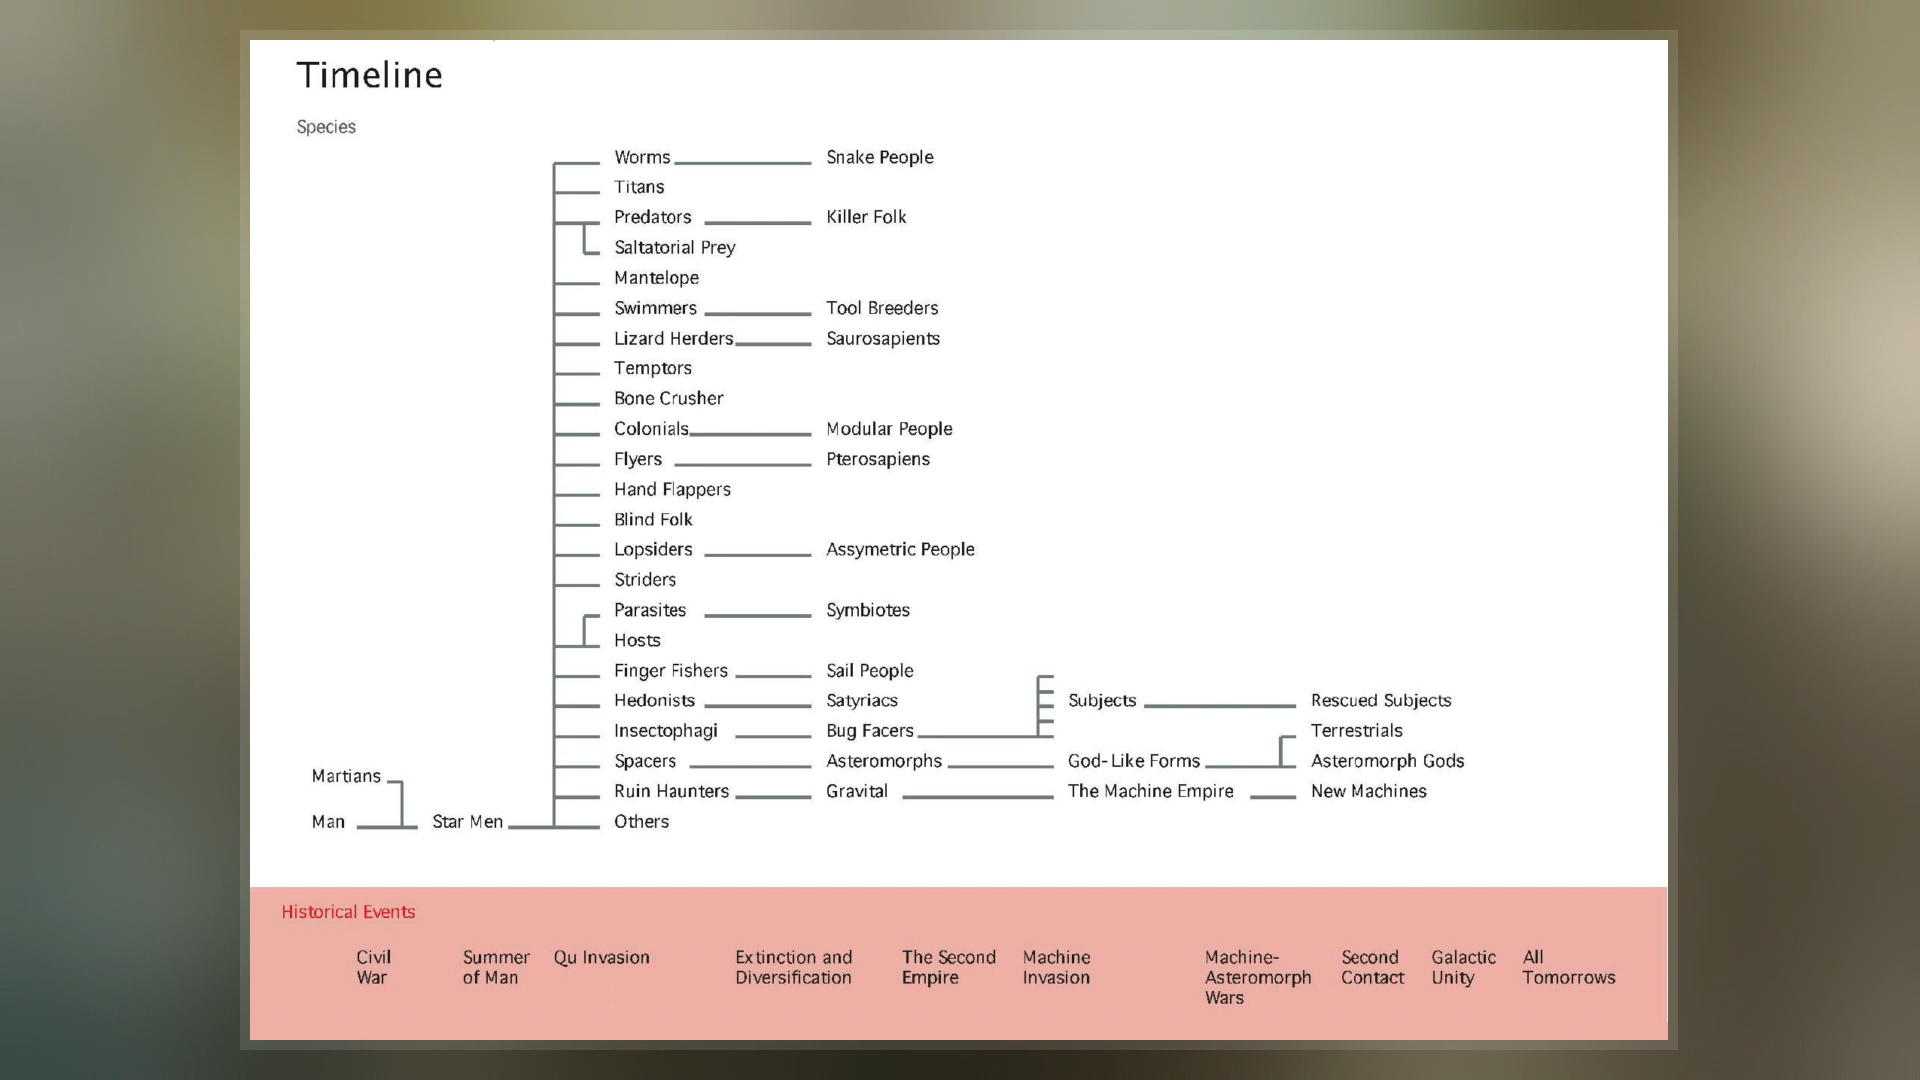 Timeline
Species
Worms Snake People
Titans
Predators Killer Folk
Saltatorial Prey
Mantelope
Swimmers Tool Breeders
Lizard Herders Saurosapients
Temptors
Bone Crusher
Colonials Modular People
Flyers Pterosapiens
Hand Flappers
Blind Folk
Lopsiders Assymetric People
Striders
Parasites Symbiotes
Hosts
Finger Fishers Sail People
Hedonists Satyriacs Subjects Rescued Subjects
Insectophagi Bug Facers Terrestrials
Spacers Asteromorphs God-Like Forms Asteromorph Gods
Martians
Ruin Haunters Gravital The Machine Empire New Machines
Man Star Men Others
Historical Events
Civil War
Summer of Man
Qu Invasion
Extinction and Diversification
The Second Empire
Machine Invasion
Machine-Asteromorph Wars
Second Contact
Galactic Unity
All Tomorrows